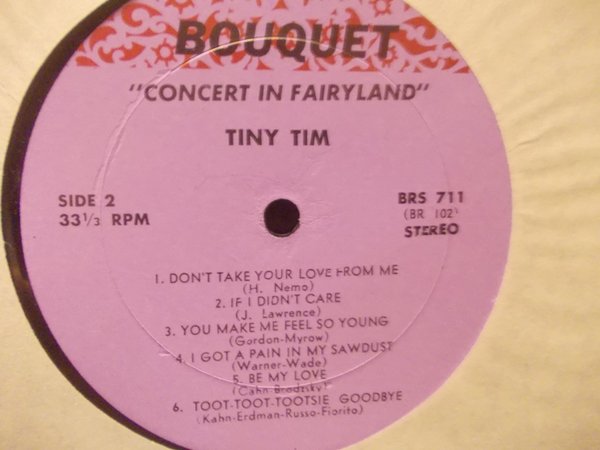 BOUQUET
"CONCERT IN FAIRYLAND"
TINY TIM
SIDE 2
33⅓ RPM
BRS 711
(BR 102
STEREO
1. DON'T TAKE YOUR LOVE FROM ME
(H. Nemo)
2. IF I DIDN'T CARE
(J. Lawrence)
3. YOU MAKE ME FEEL SO YOUNG
(Gordon-Myrow)
4. I GOT A PAIN IN MY SAWDUST
(Warner-Wade)
5. BE MY LOVE
(Cahn Brodzsky)
6. TOOT-TOOT-TOOTSIE GOODBYE
(Kahn-Erdman-Russo-Fiorito)